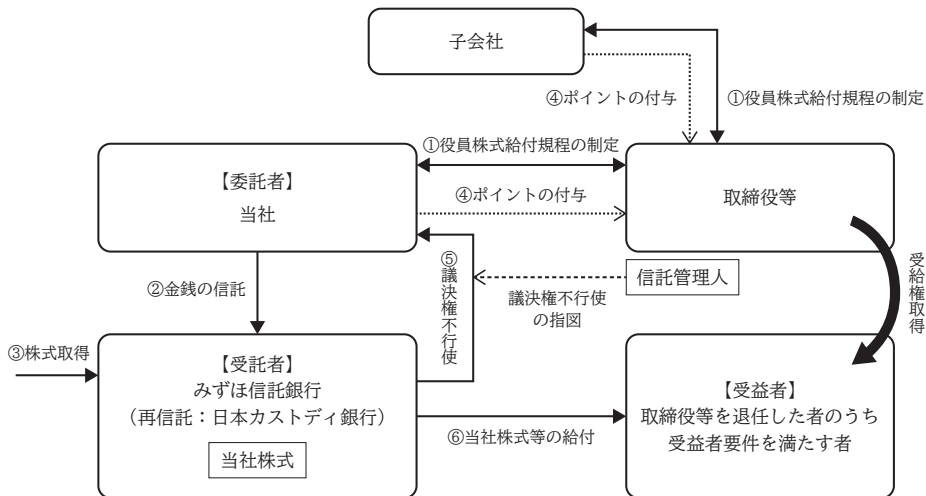 子会社
④ポイントの付与
①役員株式給付規程の制定
①役員株式給付規程の制定
【委託者】
当社
④ポイントの付与
取締役等
②金銭の信託
⑤議決権不行使
議決権不行使
の指図
信託管理人
受給権取得
③株式取得
【受託者】
みずほ信託銀行
（再信託：日本カストディ銀行）
当社株式
⑥当社株式等の給付
【受益者】
取締役等を退任した者のうち
受益者要件を満たす者